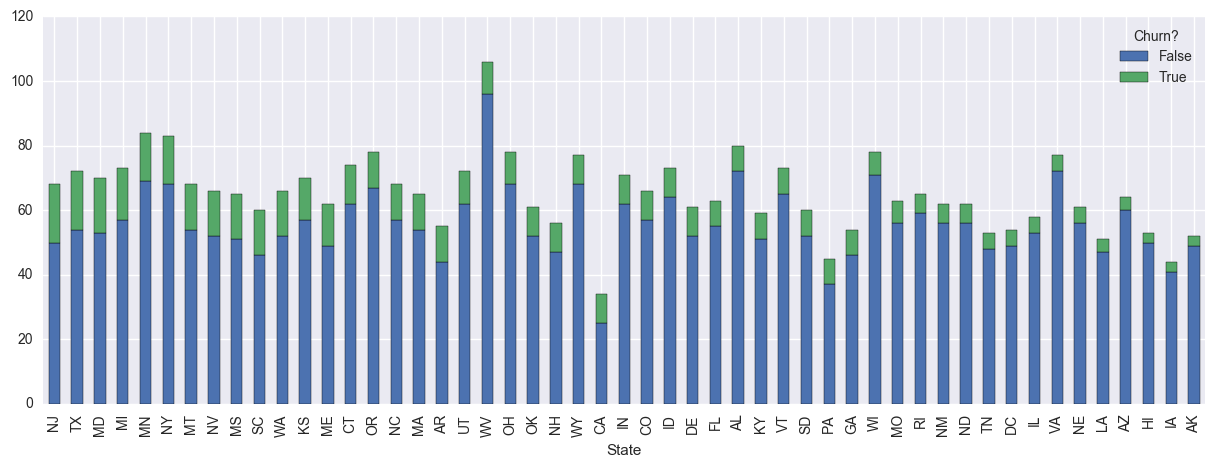 120
100
80
60
40
20
0
Churn?
False
True
NJ
TX
MD
MI
MN
NY
MT
NV
MS
SC
WA
KS
ME
CT
OR
NC
MA
AR
UT
WV
OH
OK
NH
WY
CA
IN
CO
ID
DE
FL
AL
KY
VT
SD
PA
GA
WI
MO
RI
NM
ND
TN
DC
IL
VA
NE
LA
AZ
HI
IA
AK
State